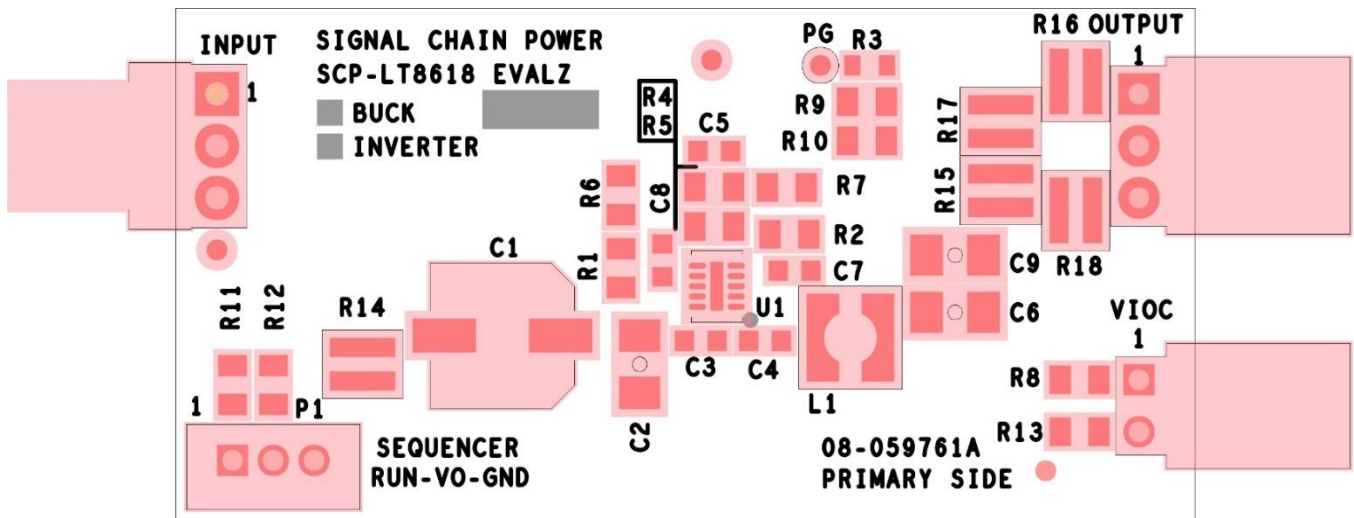 INPUT
1
SIGNAL CHAIN POWER
SCP-LT8618 EVALZ
BUCK
INVERTER
R4
R5
C5
PG
R3
R9
R10
R16 OUTPUT
1
R17
R15
R18
R6
R1
C8
R7
R2
C7
C1
U1
C9
C6
R11
R12
R14
C3
C4
L1
C2
VIOC
1
R8
R13
1
P1
SEQUENCER
RUN-VO-GND
08-059761A
PRIMARY SIDE